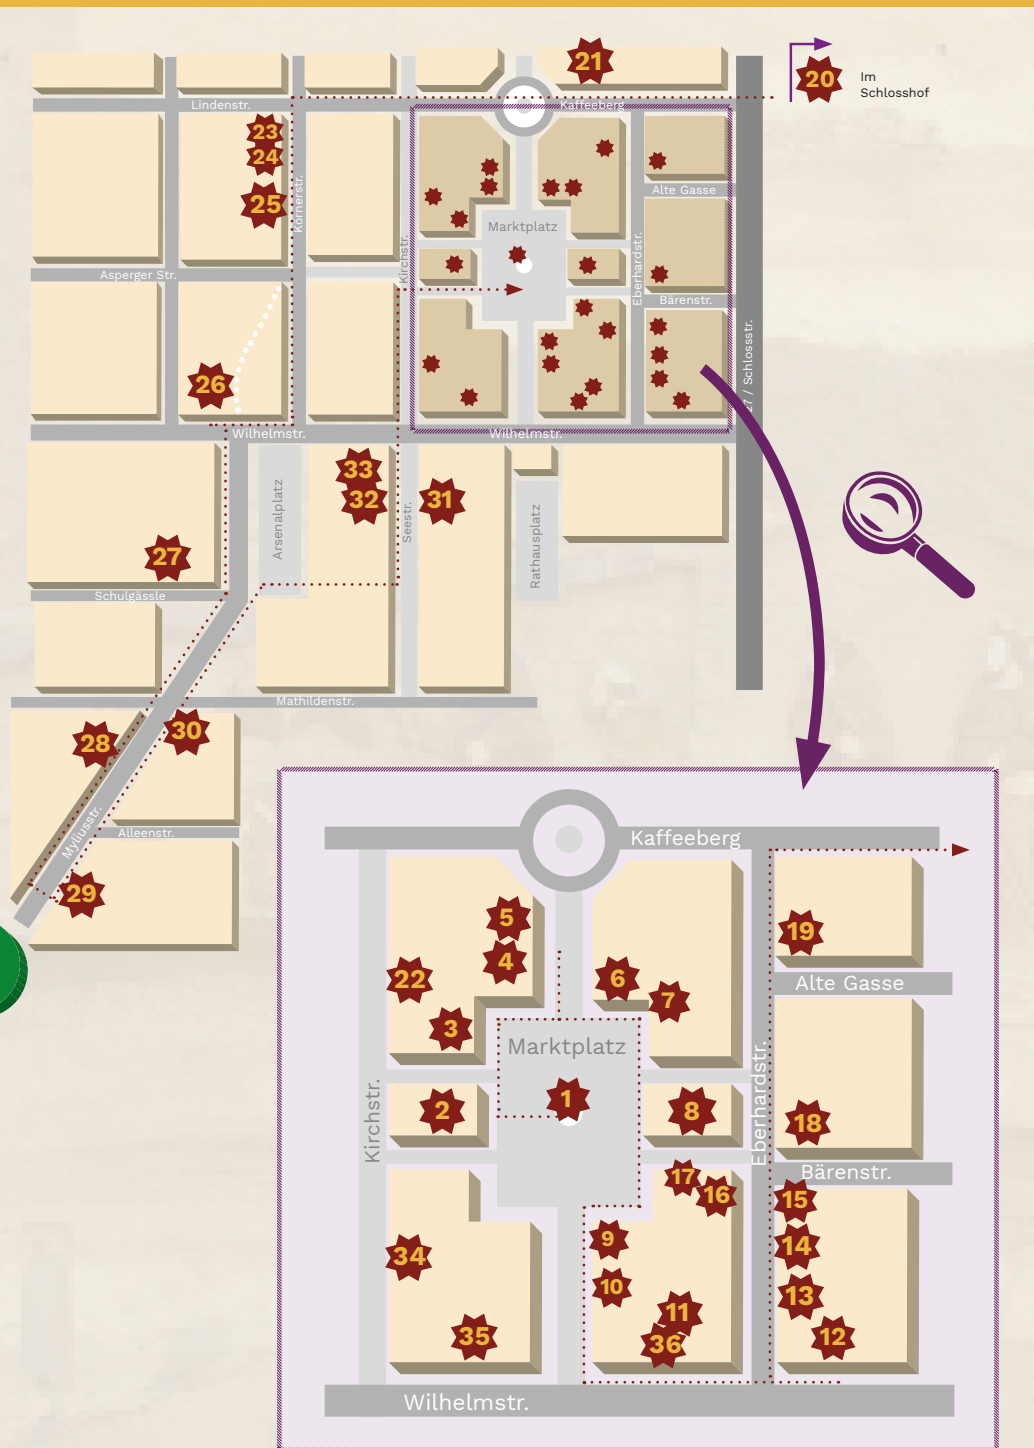 21
20
Im
Schlosshof
Lindenstr.
Kaffeeberg
23
24
25
Körnerstr.
Kirchstr.
Marktplatz
Alte Gasse
Eberhardstr.
Asperger Str.
Bärenstr.
27 / Schlossstr.
26
Wilhelmstr.
Wilhelmstr.
33
32
31
Arsenalplatz
Seestr.
Rathausplatz
27
Schulgässle
Mathildenstr.
28
30
Myliusstr.
Alleenstr.
29
Kaffeeberg
5
4
22
3
6
7
19
Alte Gasse
Marktplatz
Kirchstr.
Eberhardstr.
2
1
8
18
Bärenstr.
17
16
15
9
14
34
10
13
11
36
12
35
Wilhelmstr.